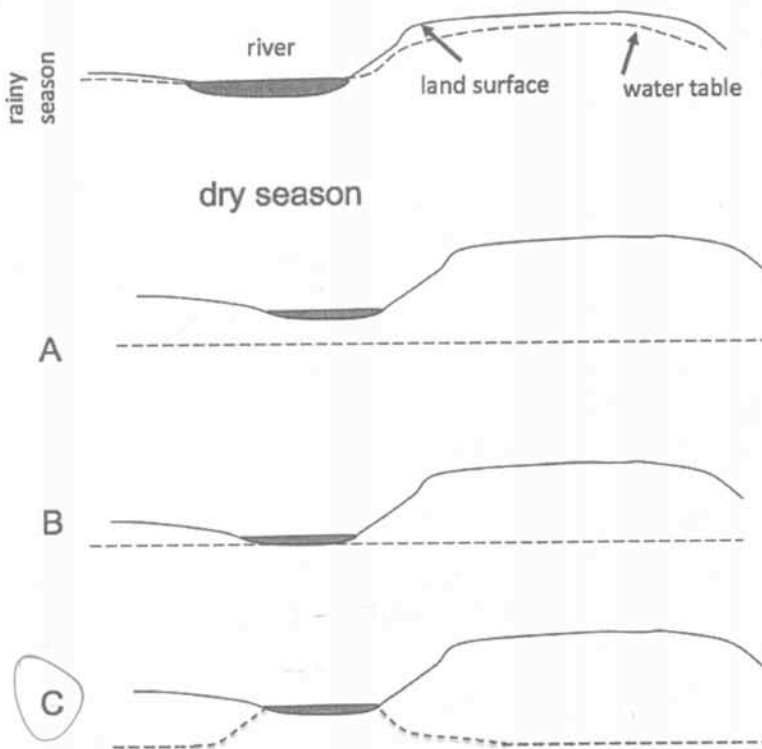 river
rainy
season
land surface
water table
dry season
A
B
C